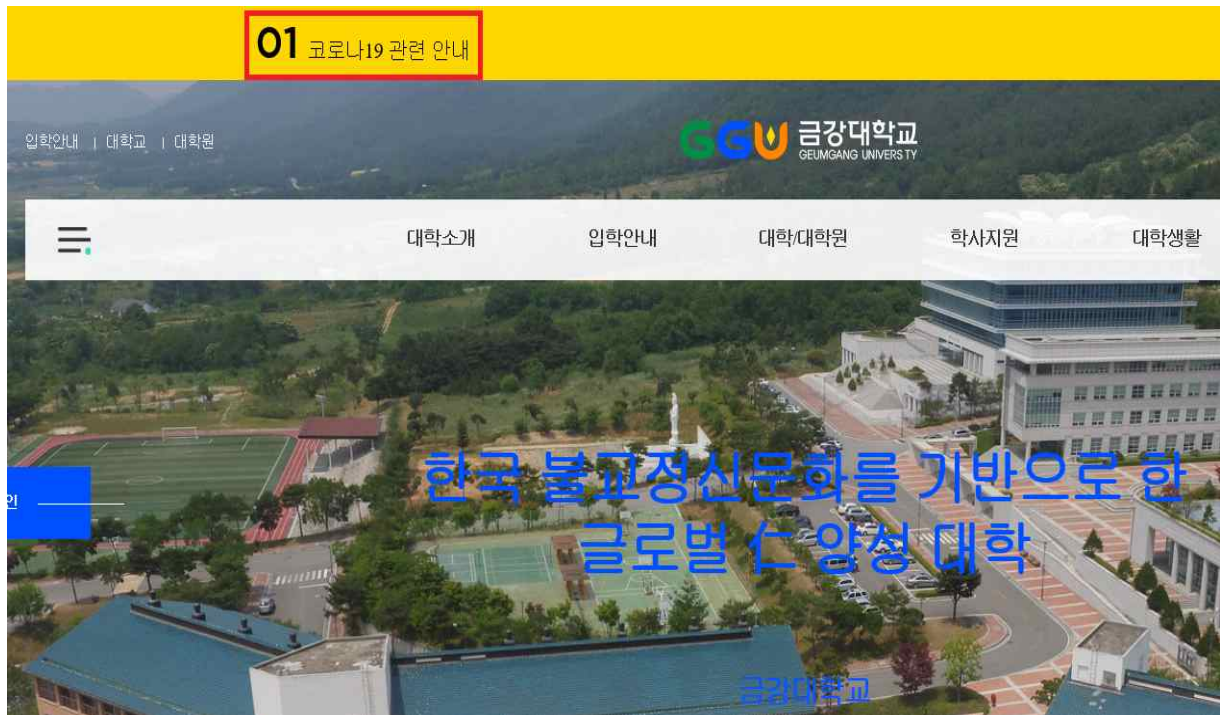 01 코로나19 관련 안내
입학안내 | 대학교 | 대학원
GGU 금강대학교
GEUMGANG UNIVERS TY
대학소개 입학안내 대학/대학원 학사지원 대학생활
한국 불교정신문화를 기반으로 한
인
글로벌 仁 양성 대학
금강대학교